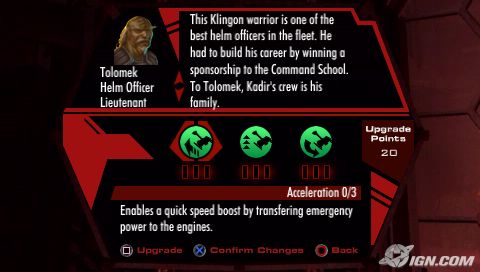 This Klingon warrior is one of the
best helm officers in the fleet. He
had to build his career by winning a
sponsorship to the Command School.
To Tolomek, Kadir's crew is his
family.
Tolomek
Helm Officer
Lieutenant
Upgrade
Points
20
Acceleration 0/3
Enables a quick speed boost by transfering emergency
power to the engines.
Upgrade Confirm Changes Back
IGN.COM